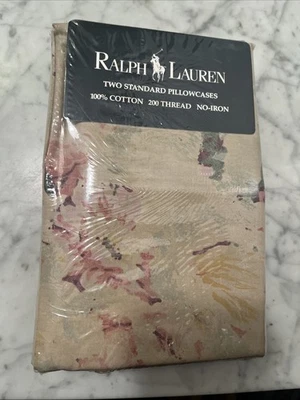 RALPH LAUREN
TWO STANDARD PILLOWCASES
100% COTTON 200 THREAD NO-IRON